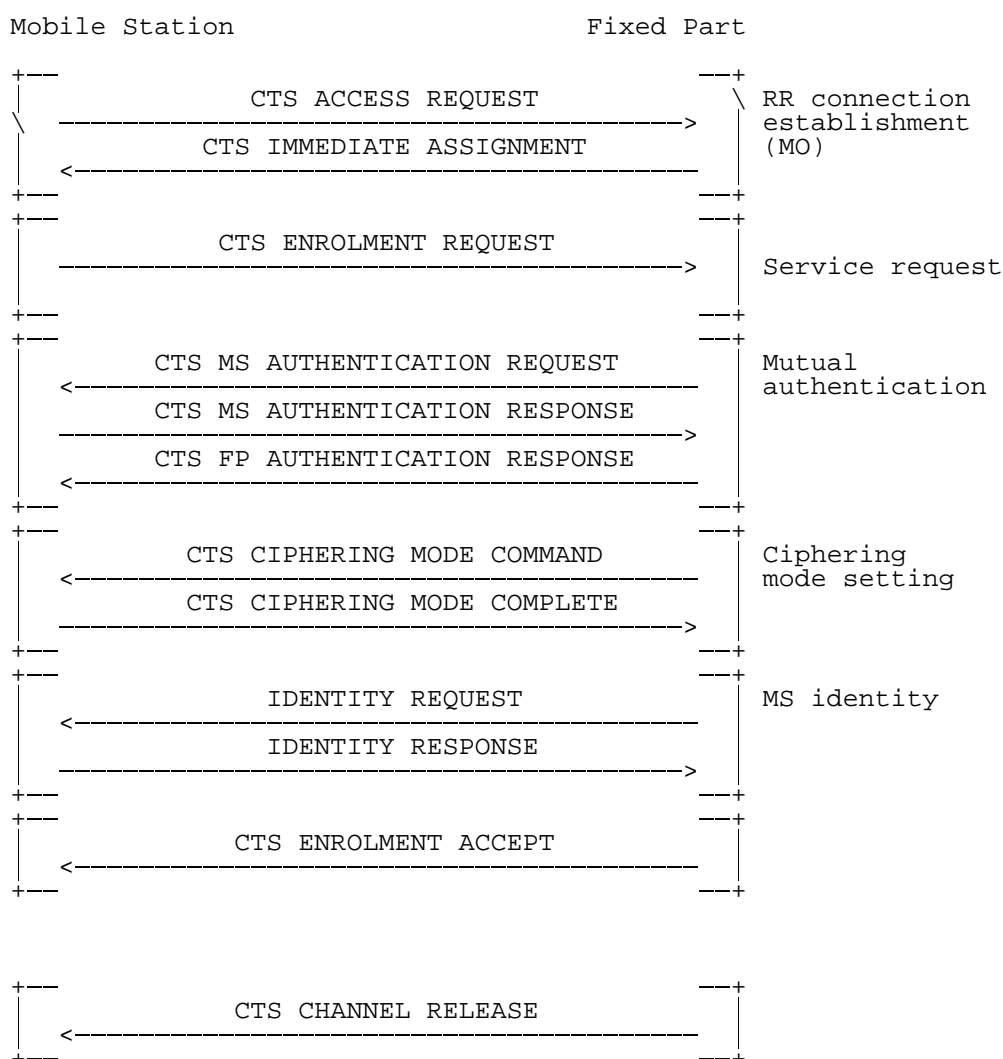 Mobile Station Fixed Part
CTS ACCESS REQUEST RR connection
establishment
CTS IMMEDIATE ASSIGNMENT (MO)
CTS ENROLMENT REQUEST
Service request
CTS MS AUTHENTICATION REQUEST Mutual
authentication
CTS MS AUTHENTICATION RESPONSE
CTS FP AUTHENTICATION RESPONSE
CTS CIPHERING MODE COMMAND Ciphering
mode setting
CTS CIPHERING MODE COMPLETE
IDENTITY REQUEST MS identity
IDENTITY RESPONSE
CTS ENROLMENT ACCEPT
CTS CHANNEL RELEASE